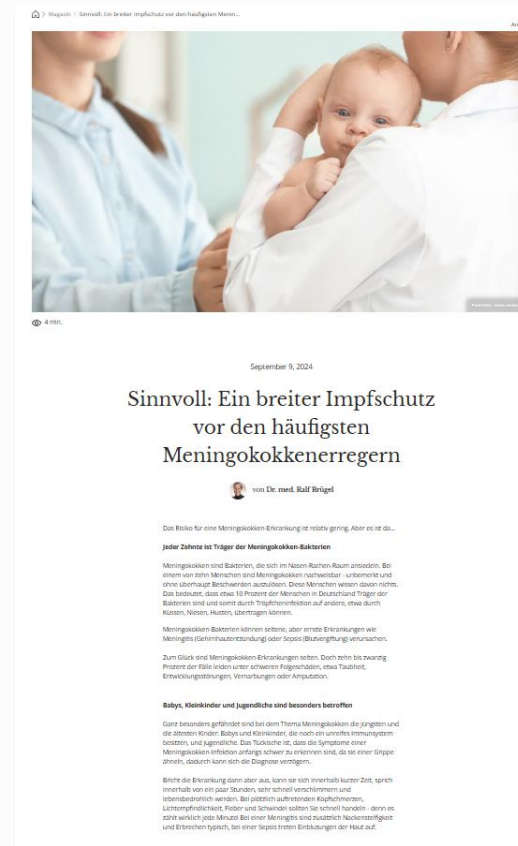 Magazin > Sinnvoll: Ein breiter Impfschutz vor den häufigsten Menin...
4 min.
September 9, 2024
Sinnvoll: Ein breiter Impfschutz
vor den häufigsten
Meningokokkenerregern
von Dr. med. Ralf Brügel
Das Risiko für eine Meningokokken-Erkrankung ist relativ gering. Aber es ist da...
Jeder Zehnte ist Träger der Meningokokken-Bakterien
Meningokokken sind Bakterien, die sich im Nasen-Rachen-Raum ansiedeln. Bei
einem von zehn Menschen sind Meningokokken nachweisbar - unbemerkt und
ohne überhaupt Beschwerden auszulösen. Diese Menschen wissen davon nichts.
Das bedeutet, dass etwa 10 Prozent der Menschen in Deutschland Träger der
Bakterien sind und somit durch Tröpfcheninfektion auf andere, etwa durch
Küssen, Niesen, Husten, übertragen können.
Meningokokken-Bakterien können seltene, aber ernste Erkrankungen wie
Meningitis (Gehirnhautentzündung) oder Sepsis (Blutvergiftung) verursachen.
Zum Glück sind Meningokokken-Erkrankungen selten. Doch zehn bis zwanzig
Prozent der Fälle leiden unter schweren Folgeschäden, etwa Taubheit,
Entwicklungsstörungen, Vernarbungen oder Amputation.
Babys, Kleinkinder und Jugendliche sind besonders betroffen
Ganz besonders gefährdet sind bei dem Thema Meningokokken die jüngsten und
die ältesten Kinder: Babys und Kleinkinder, die noch ein unreifes Immunsystem
besitzen, und Jugendliche. Das Tückische ist, dass die Symptome einer
Meningokokken-Infektion anfangs schwer zu erkennen sind, da sie einer Grippe
ähneln, dadurch kann sich die Diagnose verzögern.
Bricht die Erkrankung dann aber aus, kann sie sich innerhalb kurzer Zeit, sprich
innerhalb von ein paar Stunden, sehr schnell verschlimmern und
lebensbedrohlich werden. Bei plötzlich auftretenden Kopfschmerzen,
Lichtempfindlichkeit, Fieber und Schwindel sollten Sie schnell handeln - denn es
zählt wirklich jede Minute! Bei einer Meningitis sind zusätzlich Nackensteifigkeit
und Erbrechen typisch, bei einer Sepsis treten Einblutungen der Haut auf.